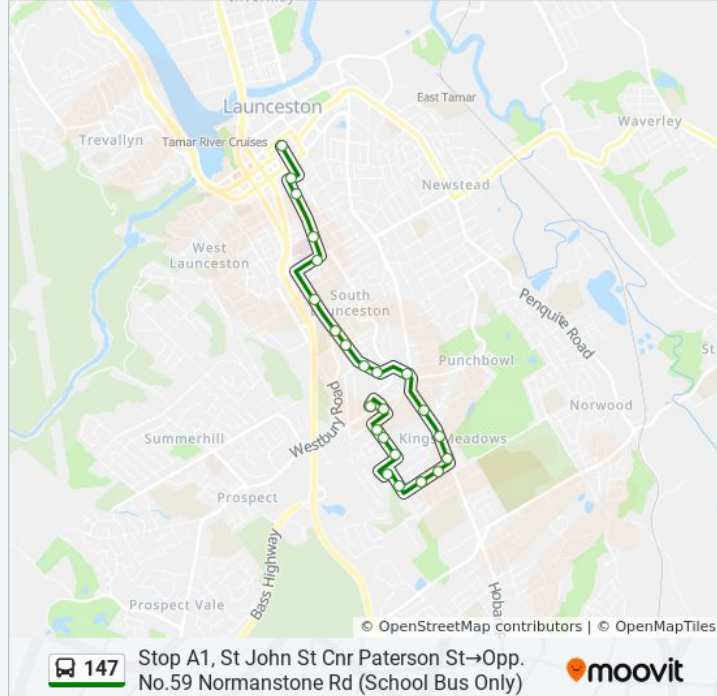 Launceston
East Tamar
Trevallyn
Tamar River Cruises
Waverley
Newstead
West
Launceston
South
Launceston
Penquite Road
Punchbowl
Norwood
Westbury Road
Summerhill
Kings Meadows
Prospect
Bass Highway
Prospect Vale
© OpenStreetMap contributors | © OpenMapTiles
147
Stop A1, St John St Cnr Paterson St→Opp.
No.59 Normanstone Rd (School Bus Only)
moovit